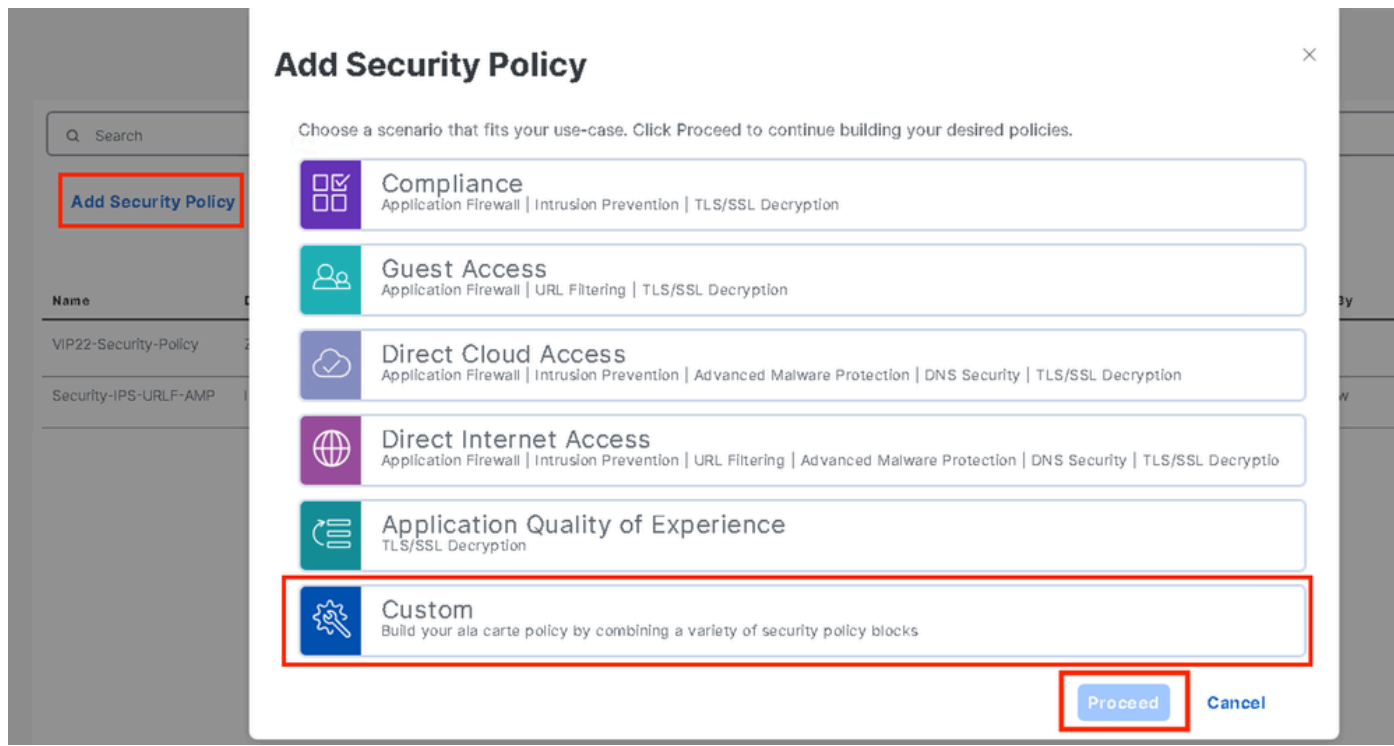 Add Security Policy
Search
Choose a scenario that fits your use-case. Click Proceed to continue building your desired policies.
Add Security Policy
Compliance
Application Firewall | Intrusion Prevention | TLS/SSL Decryption
Guest Access
Application Firewall | URL Filtering | TLS/SSL Decryption
Name
By
VIP22-Security-Policy
Direct Cloud Access
Application Firewall | Intrusion Prevention | Advanced Malware Protection | DNS Security | TLS/SSL Decryption
Security-IPS-URLF-AMP
Direct Internet Access
Application Firewall | Intrusion Prevention | URL Filtering | Advanced Malware Protection | DNS Security | TLS/SSL Decryptio
Application Quality of Experience
TLS/SSL Decryption
Custom
Build your ala carte policy by combining a variety of security policy blocks
Proceed
Cancel